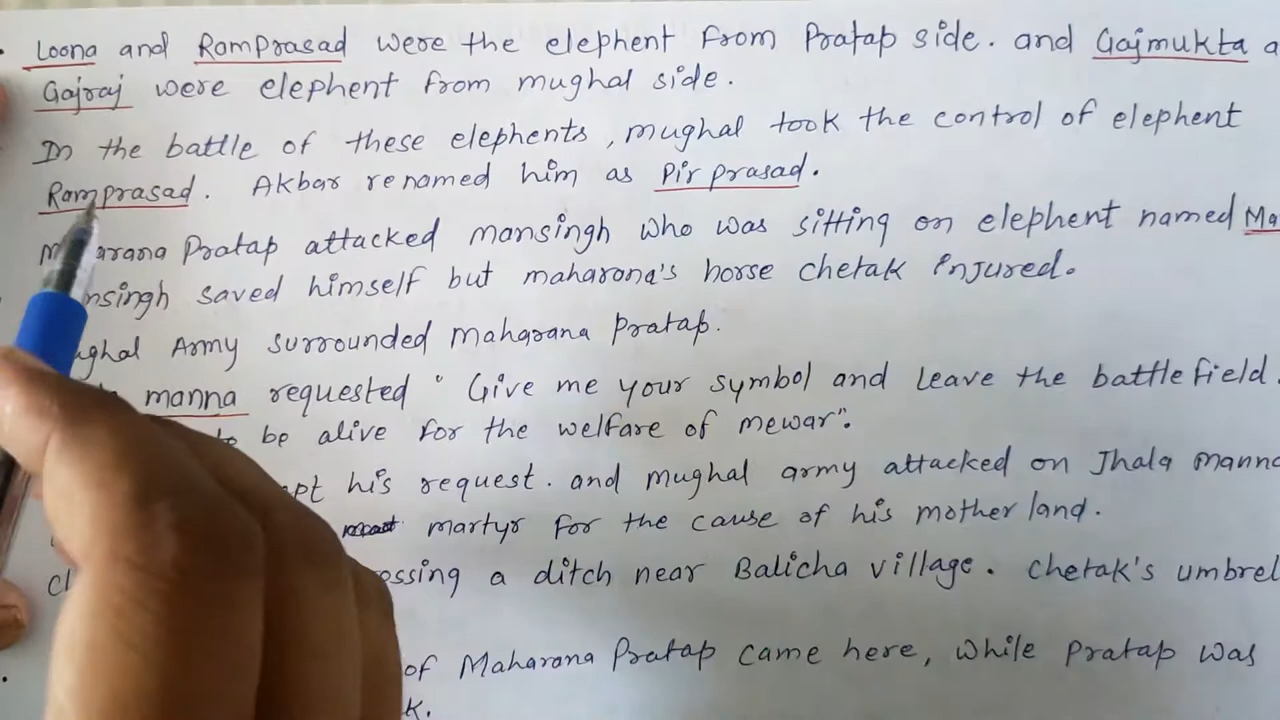 Loona and Ramprasad were the elephent from Pratap side. and Gajmukta a
Gajraj were elephent from mughal side.
In the battle of these elephents, mughal took the control of elephent
Ramprasad. Akbar renamed him as Pir prasad.
Pratap attacked mansingh who was sitting on elephent named Ma
nsingh saved himself but maharana's horse chetak injured.
ghal Army surrounded Maharana Pratap.
manna requested " Give me your symbol and leave the battle field.
to be alive for the welfare of mewar".
pt his request. and mughal army attacked on Jhala manna
martyr for the cause of his mother land.
ossing a ditch near Balicha village. Chetak's umbrel
of Maharana Pratap came here, while Pratap was
k.